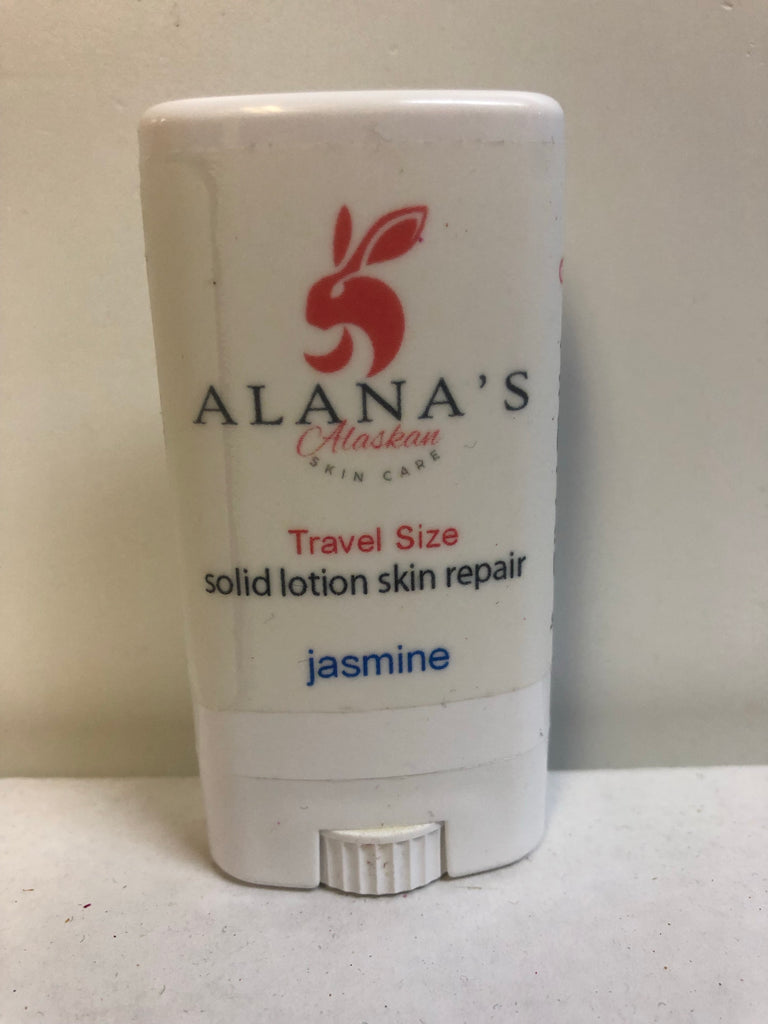 ALANA'S
Alaskan
SKIN CARE
Travel Size
solid lotion skin repair
jasmine